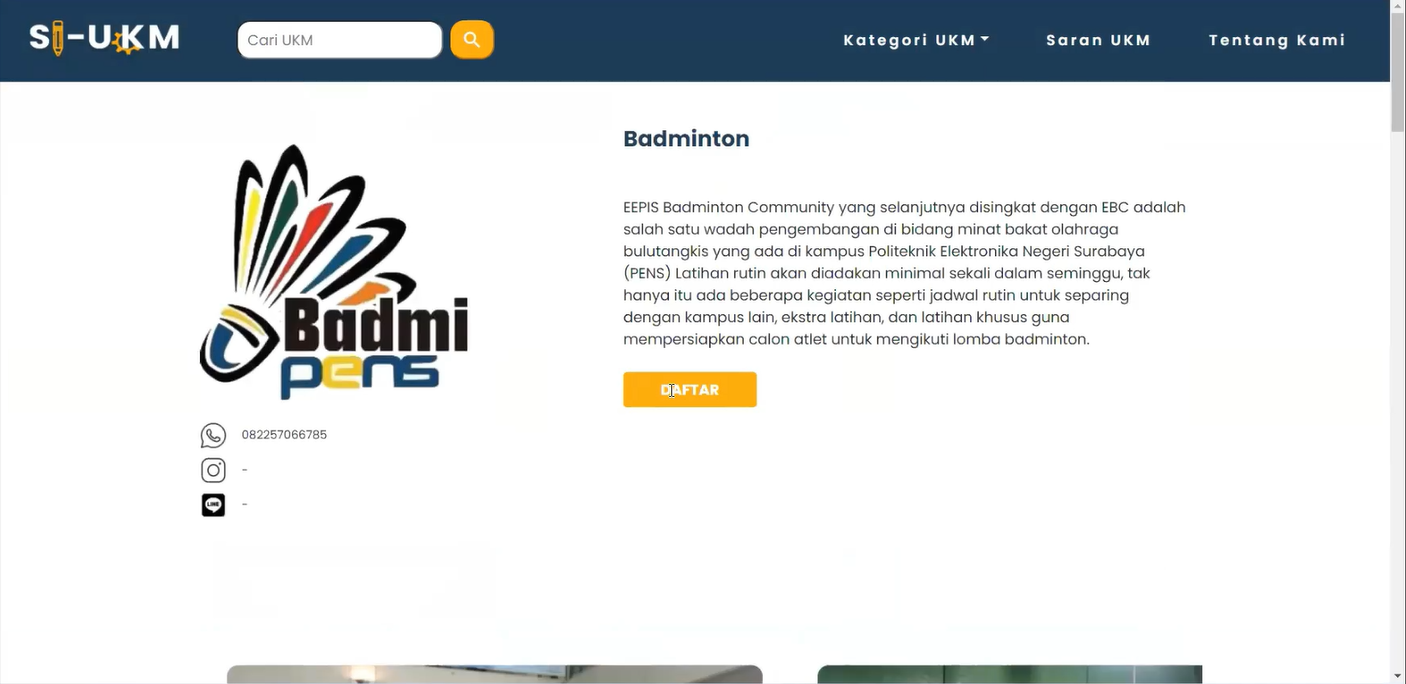 Si-UKM
Cari UKM
Kategori UKM
Saran UKM
Tentang Kami
Badminton
EEPIS Badminton Community yang selanjutnya disingkat dengan EBC adalah
salah satu wadah pengembangan di bidang minat bakat olahraga
bulutangkis yang ada di kampus Politeknik Elektronika Negeri Surabaya
(PENS) Latihan rutin akan diadakan minimal sekali dalam seminggu, tak
hanya itu ada beberapa kegiatan seperti jadwal rutin untuk separing
dengan kampus lain, ekstra latihan, dan latihan khusus guna
mempersiapkan calon atlet untuk mengikuti lomba badminton.
DAFTAR
Badmi
pens
082257066785
-
LINE
-